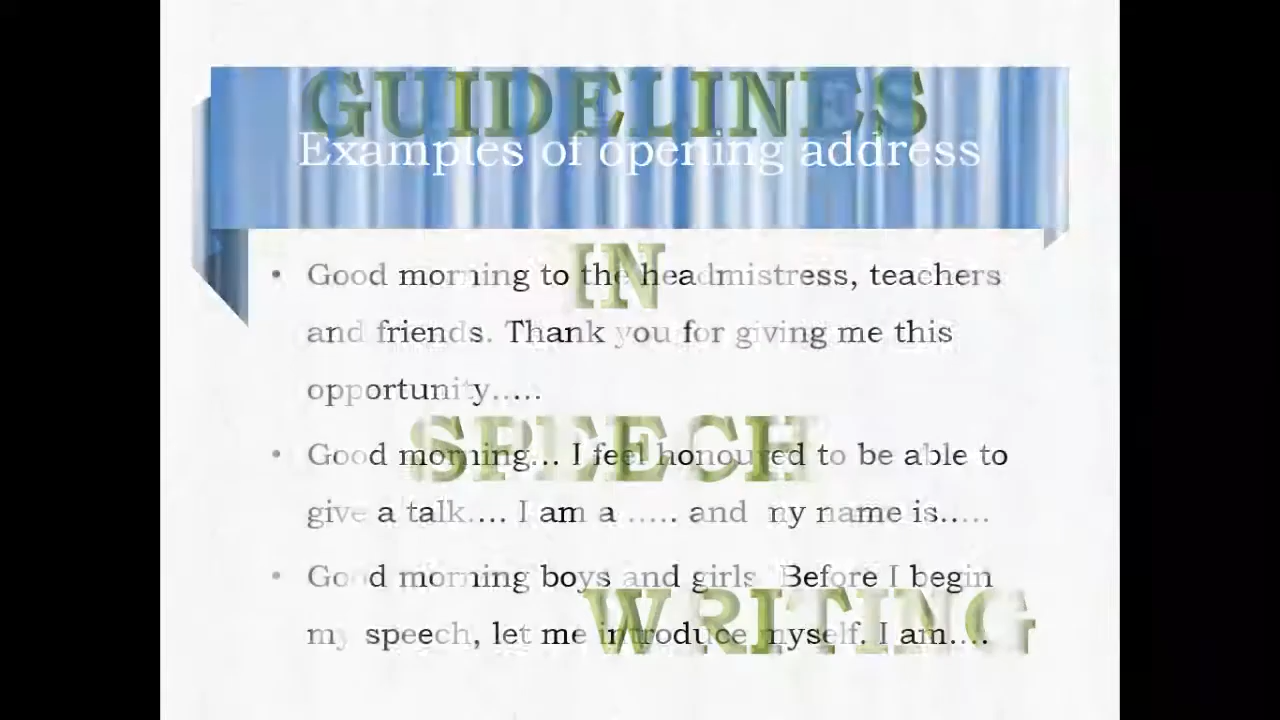 GUIDELINES
Examples of opening address
IN
• Good morning to the headmistress, teachers
and friends. Thank you for giving me this
opportunity.....
SPEECH
• Good morning... I feel honoured to be able to
give a talk.... I am a ..... and my name is.....
• Good morning boys and girls. Before I begin
WRITING
my speech, let me introduce myself. I am....